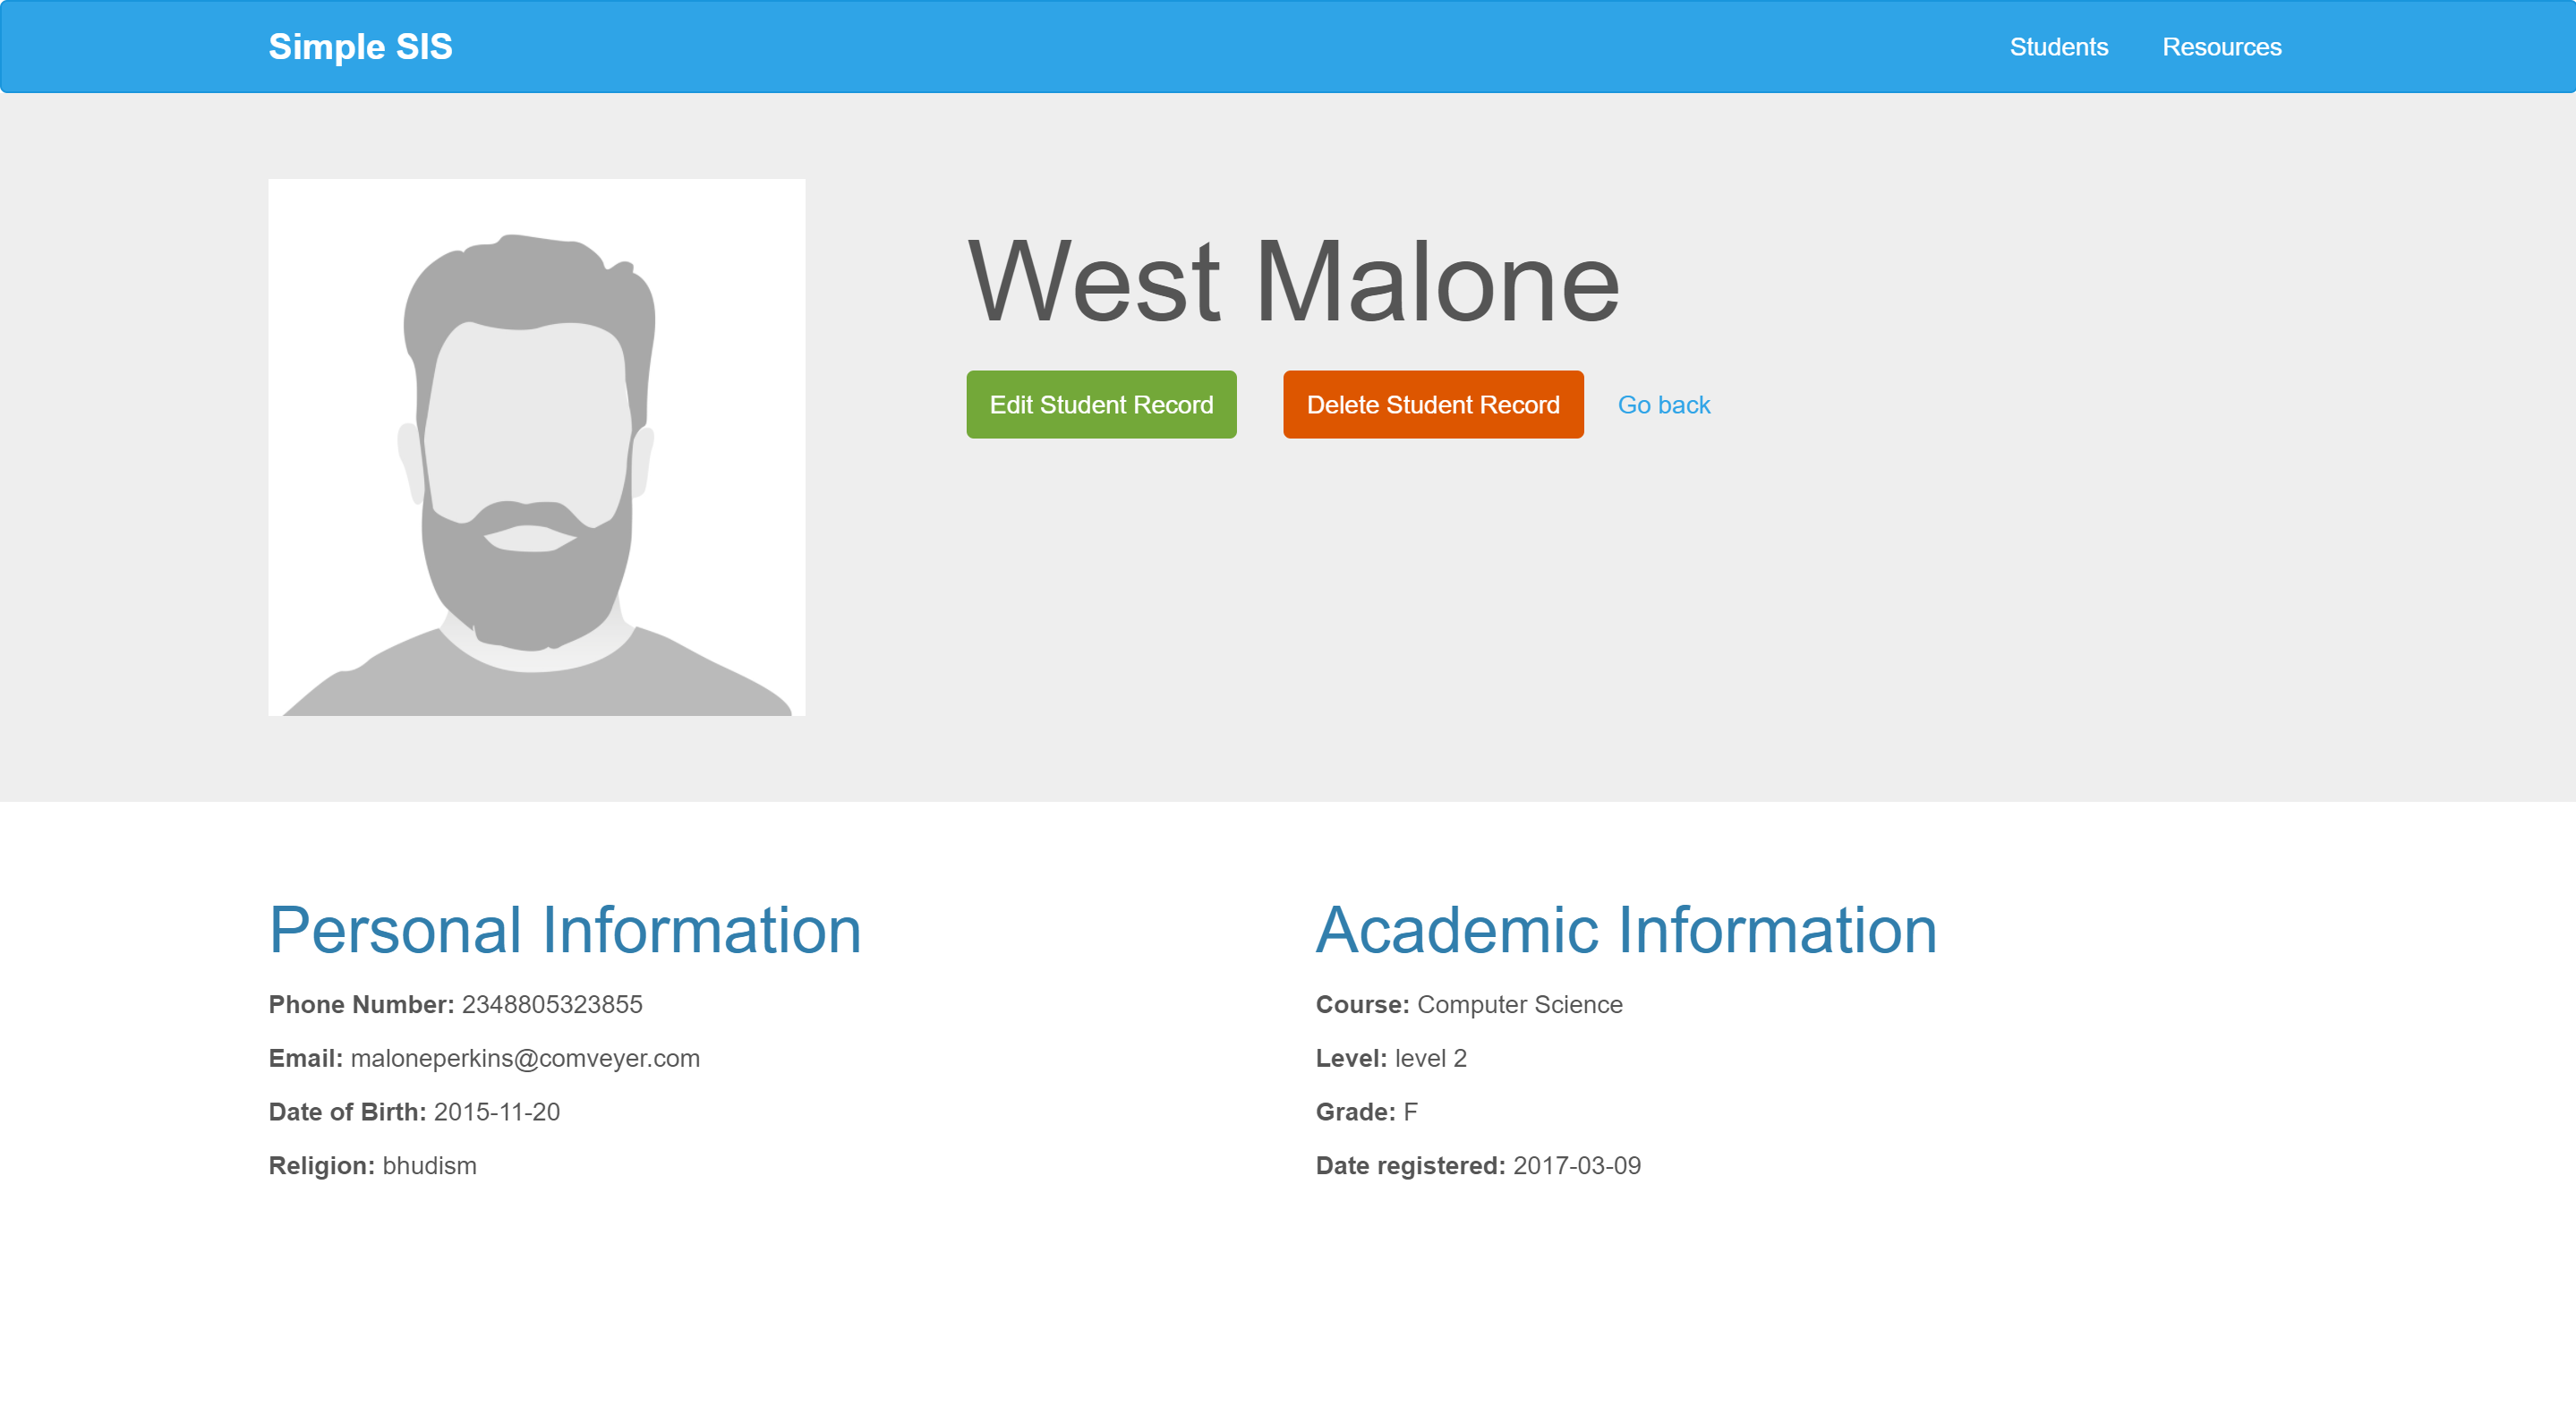 Simple SIS Students Resources
West Malone
Edit Student Record Delete Student Record Go back
Personal Information
Phone Number: 2348805323855
Email: maloneperkins@comveyer.com
Date of Birth: 2015-11-20
Religion: bhudism
Academic Information
Course: Computer Science
Level: level 2
Grade: F
Date registered: 2017-03-09